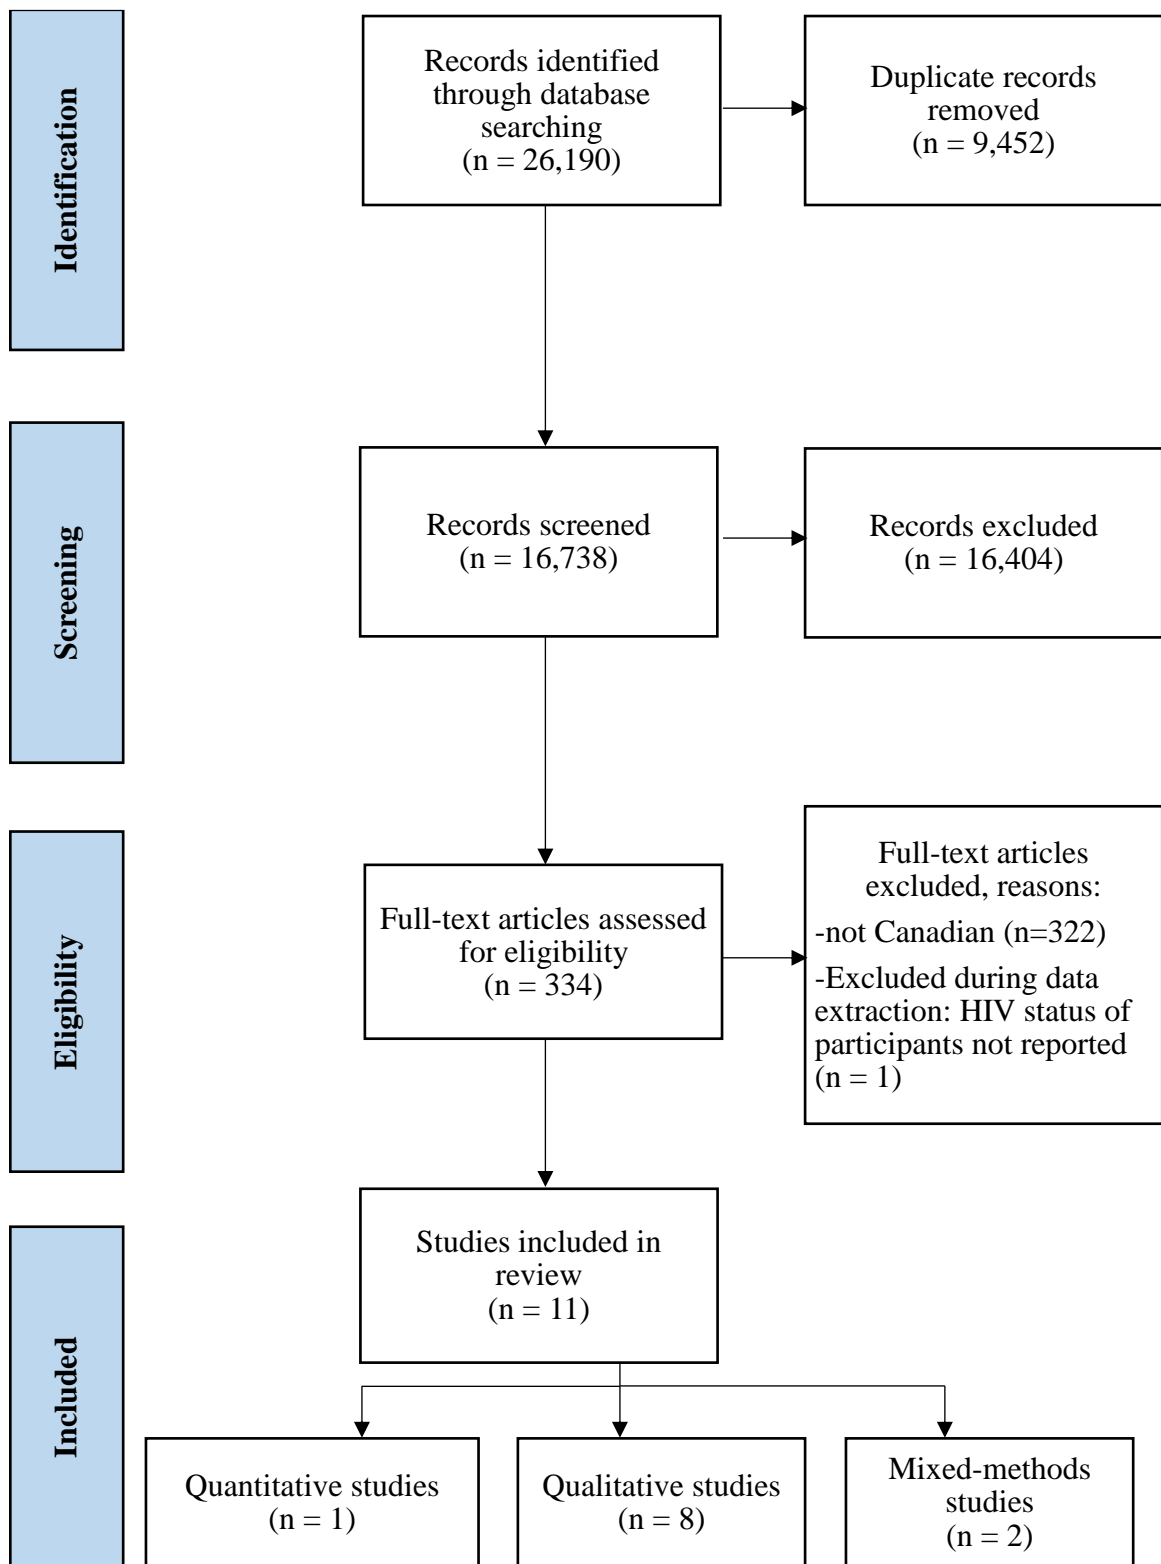 Identification
Records identified
through database
searching
(n = 26,190)
Duplicate records
removed
(n = 9,452)
Screening
Records screened
(n = 16,738)
Records excluded
(n = 16,404)
Eligibility
Full-text articles assessed
for eligibility
(n = 334)
Full-text articles
excluded, reasons:
-not Canadian (n=322)
-Excluded during data
extraction: HIV status of
participants not reported
(n = 1)
Included
Studies included in
review
(n = 11)
Quantitative studies
(n = 1)
Qualitative studies
(n = 8)
Mixed-methods
studies
(n = 2)